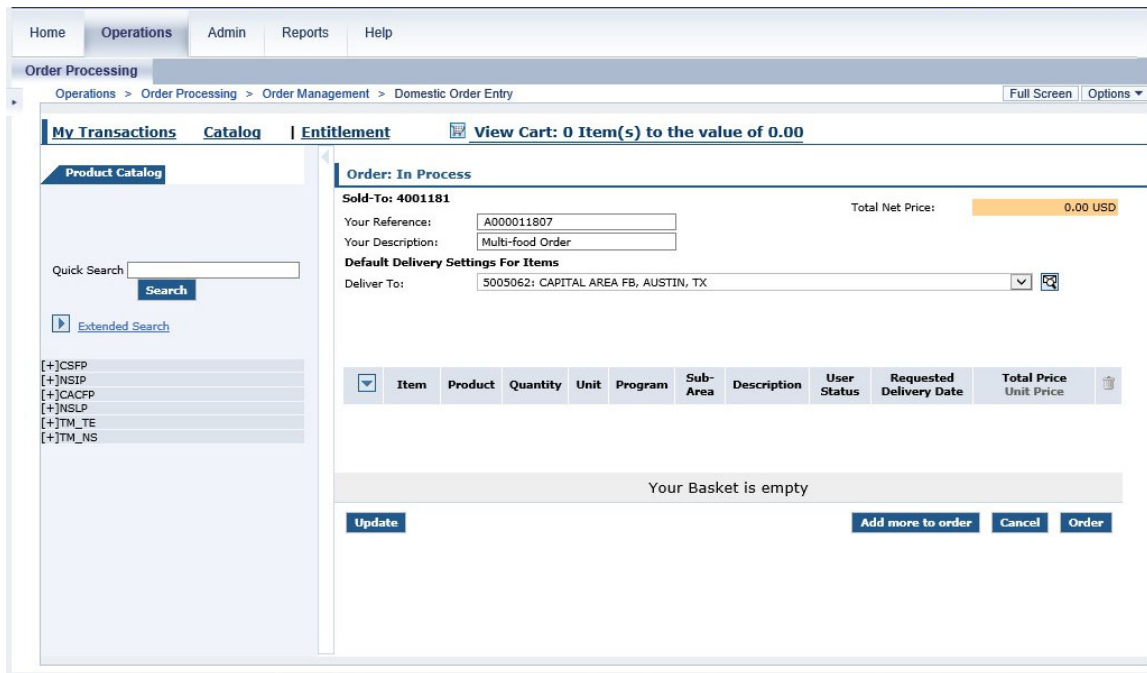 Home Operations Admin Reports Help
Order Processing
Operations > Order Processing > Order Management > Domestic Order Entry
Full Screen Options
My Transactions Catalog | Entitlement View Cart: 0 Item(s) to the value of 0.00
Product Catalog
Quick Search
Search
Extended Search
[+]CSFP
[+]NSIP
[+]CACFP
[+]NSLP
[+]TM_TE
[+]TM_NS
Order: In Process
Sold-To: 4001181
Total Net Price: 0.00 USD
Your Reference: A000011807
Your Description: Multi-food Order
Default Delivery Settings For Items
Deliver To: 5005062: CAPITAL AREA FB, AUSTIN, TX
Item Product Quantity Unit Program Sub-Area Description User Status Requested Delivery Date Total Price Unit Price
Your Basket is empty
Update Add more to order Cancel Order